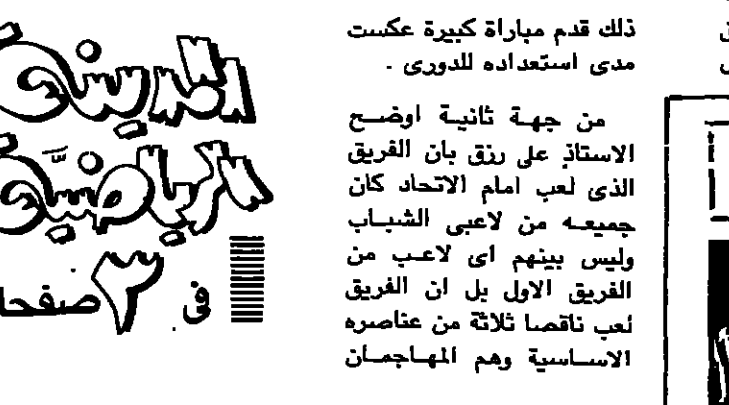 ذلك قدم مباراة كبيرة عكست
مدى استعداده للدورى .
من جهة ثانية اوضح
الاستاذ على رزق بان الفريق
الذى لعب امام الاتحاد كان
جميعه من لاعبى الشباب
وليس بينهم اى لاعب من
الفريق الاول بل ان الفريق
لعب ناقصا ثلاثة من عناصره
الاساسية وهم المهاجمان
المدينة
الرياضية
فى ٣ صفحا